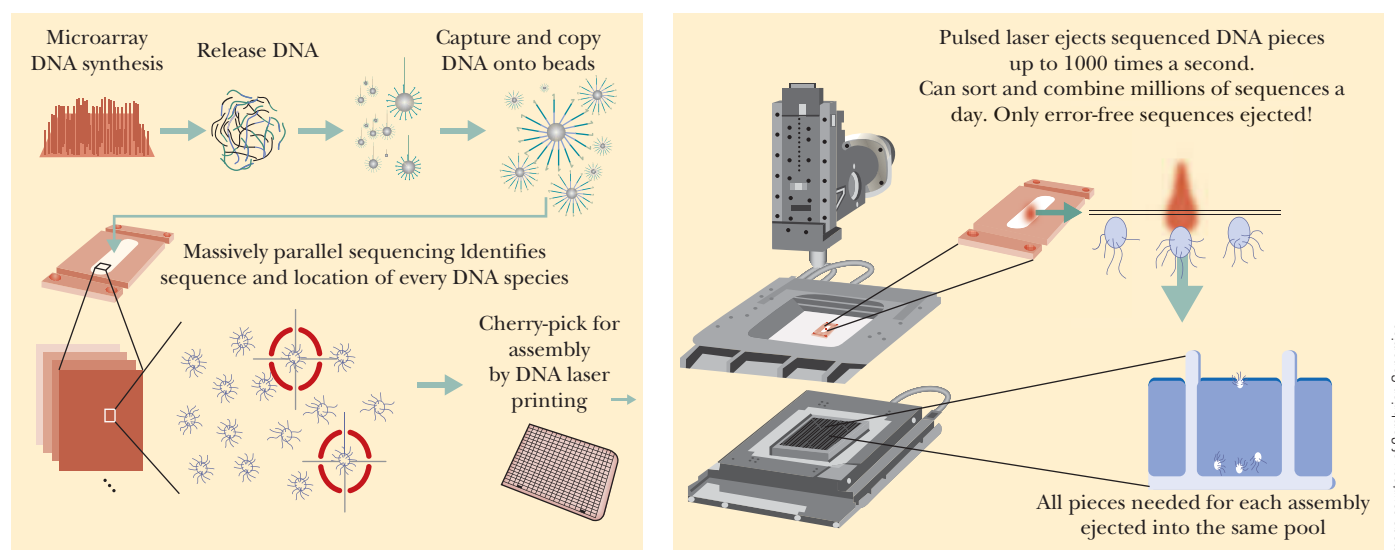 Microarray
DNA synthesis
Release DNA
Capture and copy
DNA onto beads
Massively parallel sequencing Identifies
sequence and location of every DNA species
Cherry-pick for
assembly
by DNA laser
printing
Pulsed laser ejects sequenced DNA pieces
up to 1000 times a second.
Can sort and combine millions of sequences a
day. Only error-free sequences ejected!
All pieces needed for each assembly
ejected into the same pool